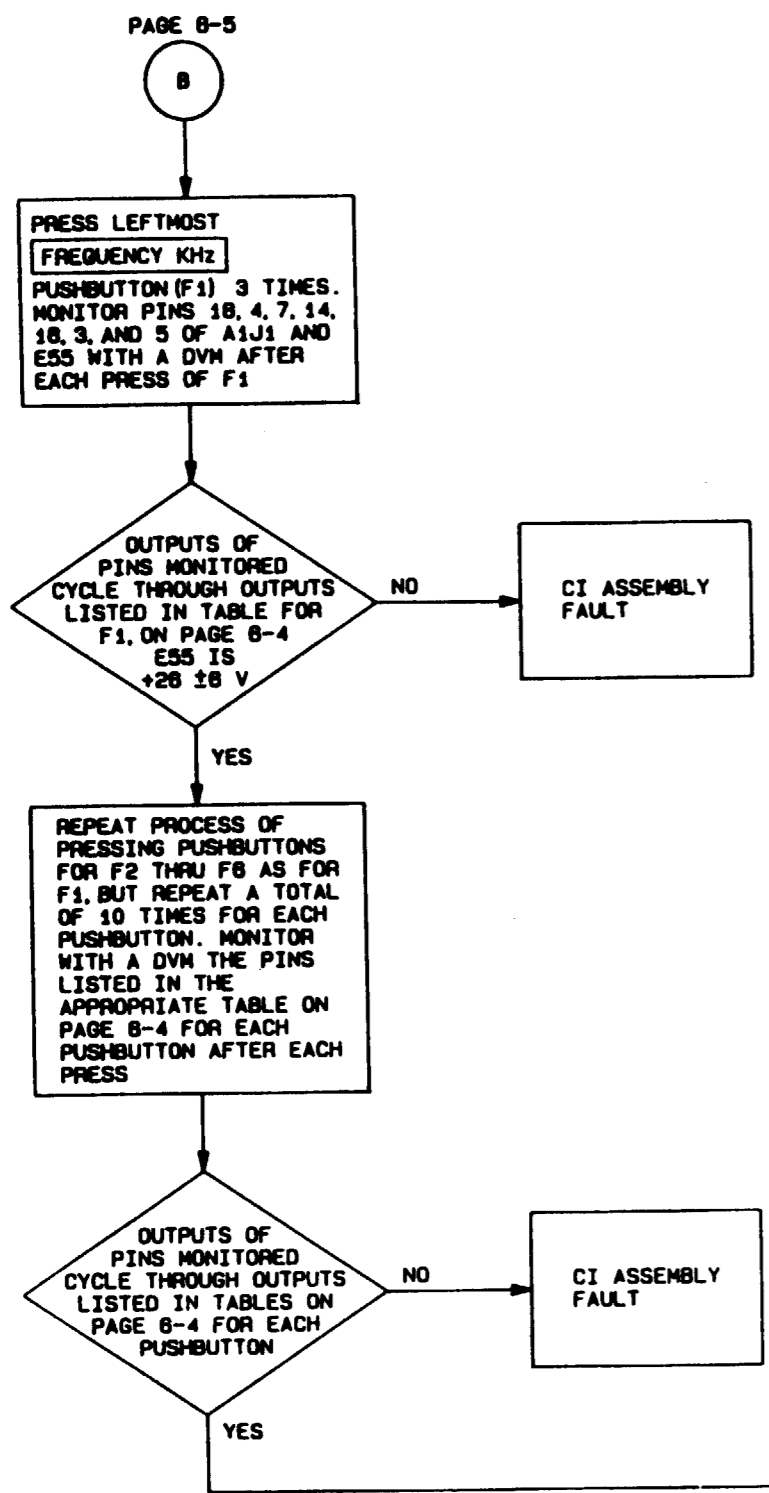 PAGE 6-5
B
PRESS LEFTMOST
FREQUENCY KHz
PUSHBUTTON (F1) 3 TIMES.
MONITOR PINS 16, 4, 7, 14,
16, 3, AND 5 OF A1J1 AND
E55 WITH A DVM AFTER
EACH PRESS OF F1
OUTPUTS OF
PINS MONITORED
CYCLE THROUGH OUTPUTS
LISTED IN TABLE FOR
F1, ON PAGE 6-4
E55 IS
+26 ±6 V
NO
CI ASSEMBLY
FAULT
YES
REPEAT PROCESS OF
PRESSING PUSHBUTTONS
FOR F2 THRU F6 AS FOR
F1, BUT REPEAT A TOTAL
OF 10 TIMES FOR EACH
PUSHBUTTON. MONITOR
WITH A DVM THE PINS
LISTED IN THE
APPROPRIATE TABLE ON
PAGE 6-4 FOR EACH
PUSHBUTTON AFTER EACH
PRESS
OUTPUTS OF
PINS MONITORED
CYCLE THROUGH OUTPUTS
LISTED IN TABLES ON
PAGE 6-4 FOR EACH
PUSHBUTTON
NO
CI ASSEMBLY
FAULT
YES